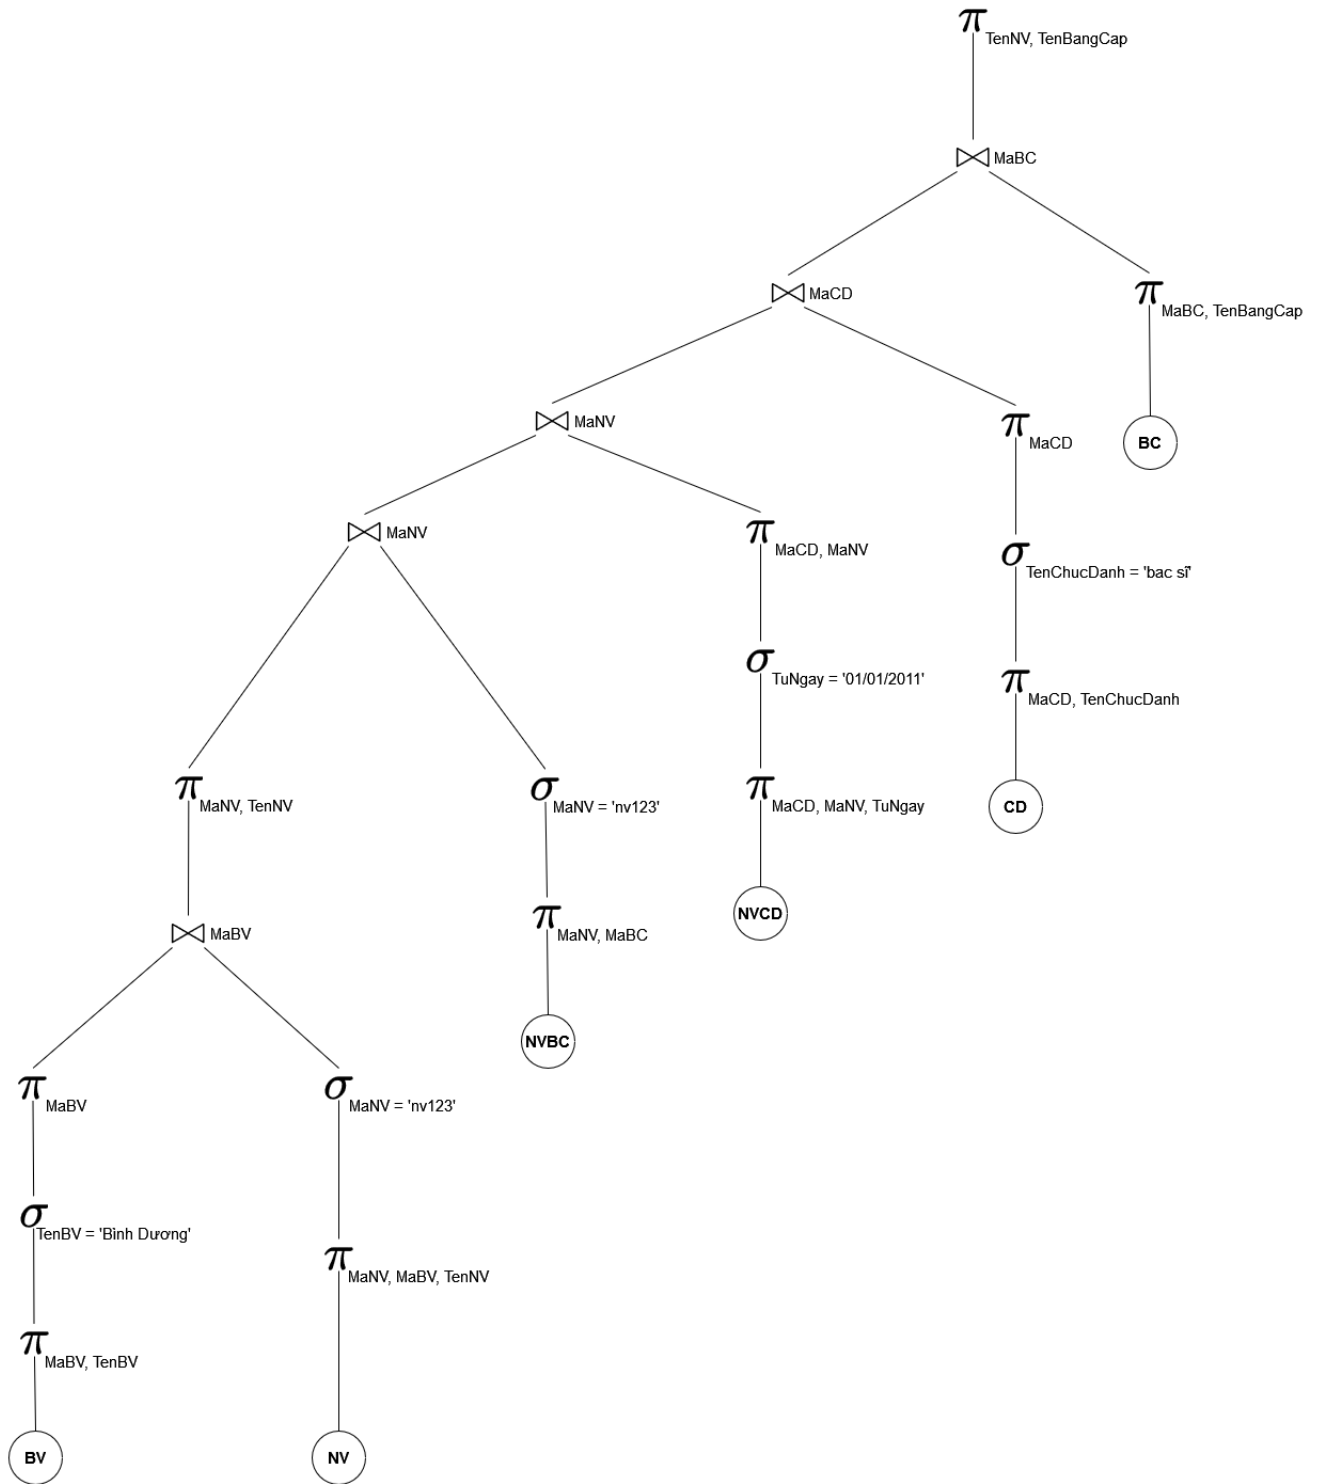 π TenNV, TenBangCap
⋈ MaBC
⋈ MaCD
π MaBC, TenBangCap
⋈ MaNV
π MaCD
BC
⋈ MaNV
π MaCD, MaNV
σ TenChucDanh = 'bac sĩ'
σ TuNgay = '01/01/2011'
π MaCD, TenChucDanh
π MaNV, TenNV
σ MaNV = 'nv123'
π MaCD, MaNV, TuNgay
CD
NVCD
⋈ MaBV
π MaNV, MaBC
NVBC
π MaBV
σ MaNV = 'nv123'
σ TenBV = 'Bình Dương'
π MaNV, MaBV, TenNV
π MaBV, TenBV
BV
NV